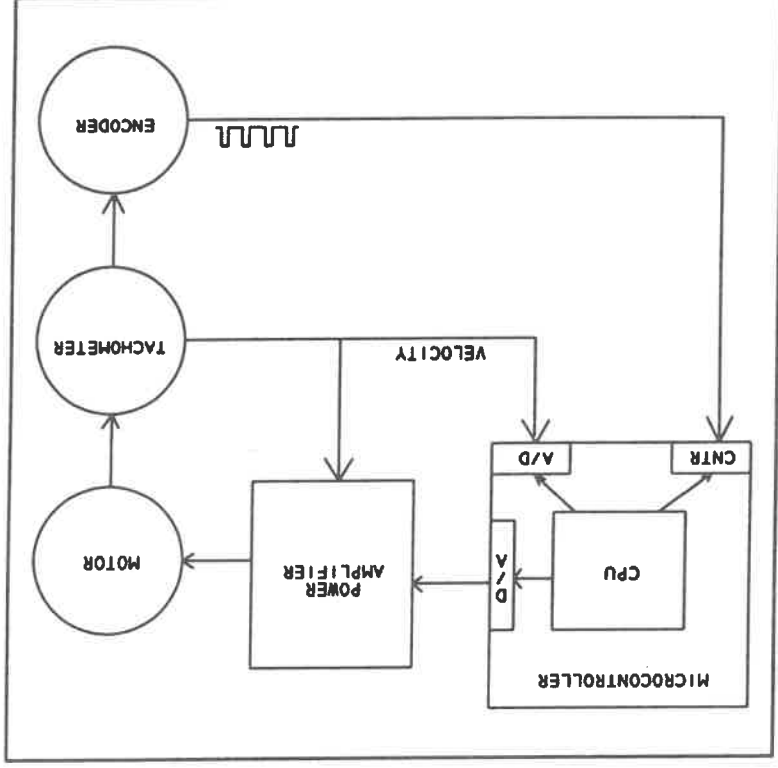 MICROCONTROLLER
CPU
D
/
A
POWER
AMPLIFIER
MOTOR
CNTR
A/D
VELOCITY
TACHOMETER
ENCODER